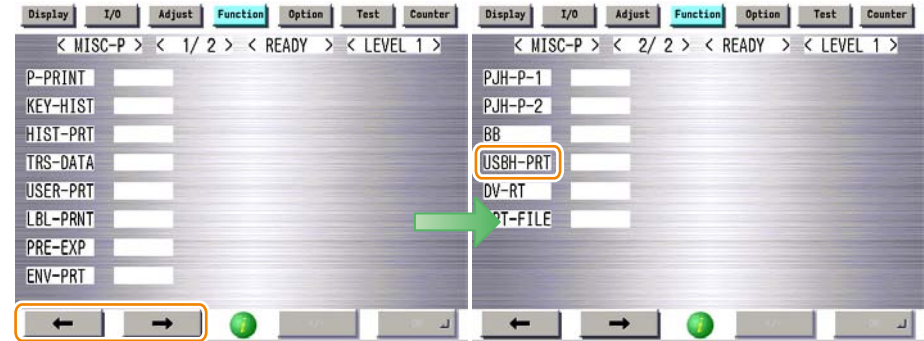 Display I/O Adjust Function Option Test Counter
< MISC-P > < 1/ 2 > < READY > < LEVEL 1 >
P-PRINT
KEY-HIST
HIST-PRT
TRS-DATA
USER-PRT
LBL-PRNT
PRE-EXP
ENV-PRT
Display I/O Adjust Function Option Test Counter
< MISC-P > < 2/ 2 > < READY > < LEVEL 1 >
PJH-P-1
PJH-P-2
BB
USBH-PRT
DV-RT
PT-FILE